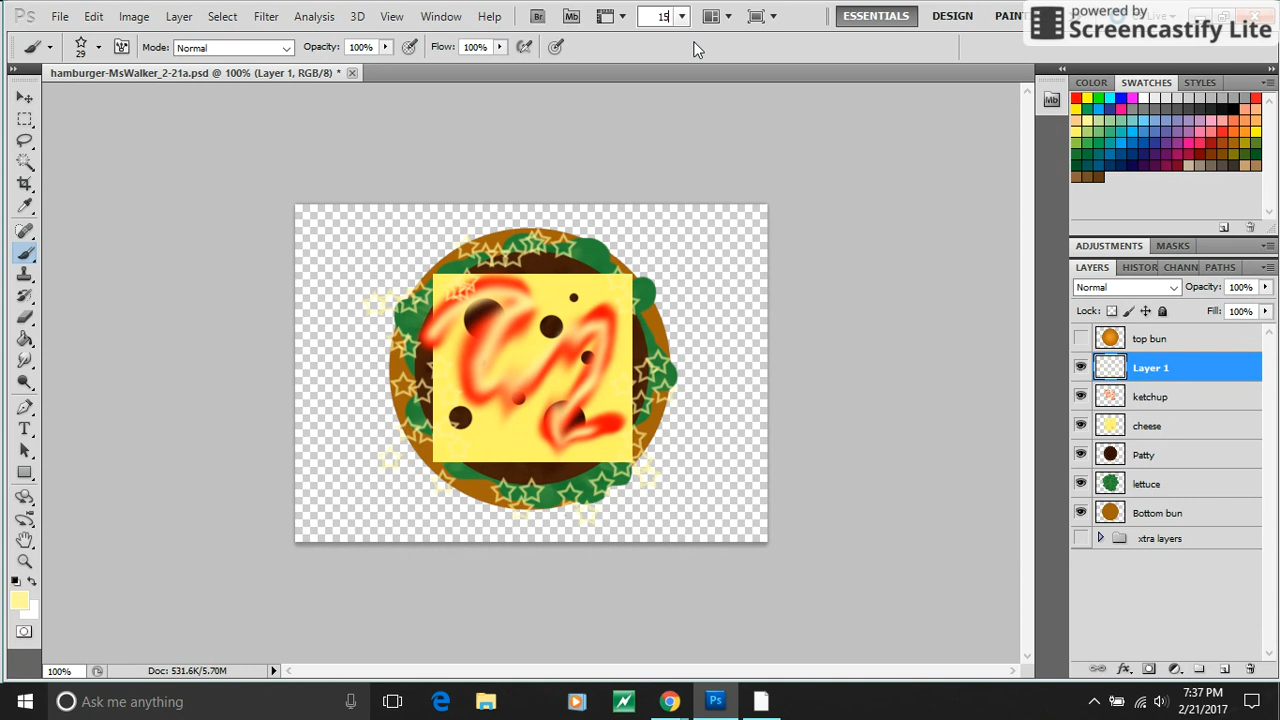 Ps File Edit Image Layer Select Filter Analysis 3D View Window Help Br Mb 15 ESSENTIALS DESIGN
powered by
Screencastify Lite
29 Mode: Normal Opacity: 100% Flow: 100%
hamburger-MsWalker_2-21a.psd @ 100% (Layer 1, RGB/8) *
COLOR SWATCHES STYLES
Mb
ADJUSTMENTS MASKS
LAYERS HISTOR CHANN PATHS
Normal Opacity: 100%
Lock: Fill: 100%
top bun
Layer 1
ketchup
cheese
Patty
lettuce
Bottom bun
xtra layers
100% Doc: 531.6K/5.70M
Ask me anything
Ps
7:37 PM
2/21/2017